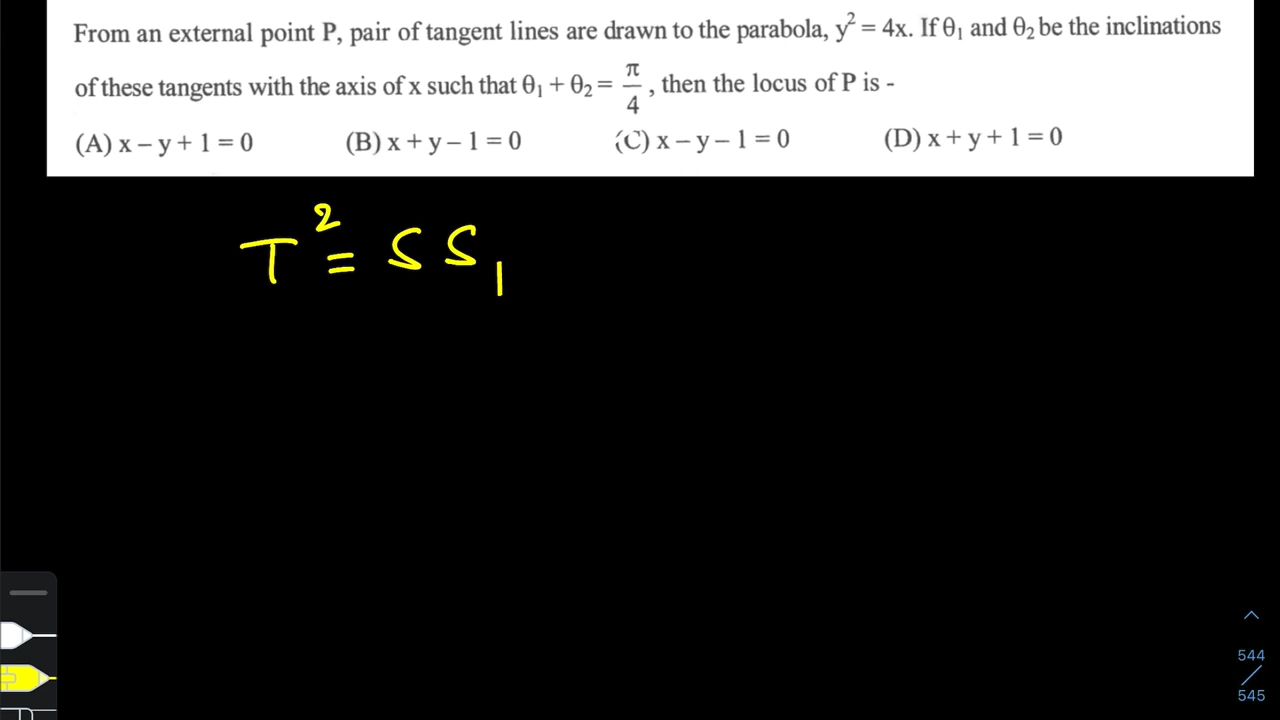 From an external point P, pair of tangent lines are drawn to the parabola, y² = 4x. If θ₁ and θ₂ be the inclinations
of these tangents with the axis of x such that θ₁ + θ₂ = π/4, then the locus of P is -
(A) x – y + 1 = 0 (B) x + y – 1 = 0 (C) x – y – 1 = 0 (D) x + y + 1 = 0
T² = S S₁
544
545